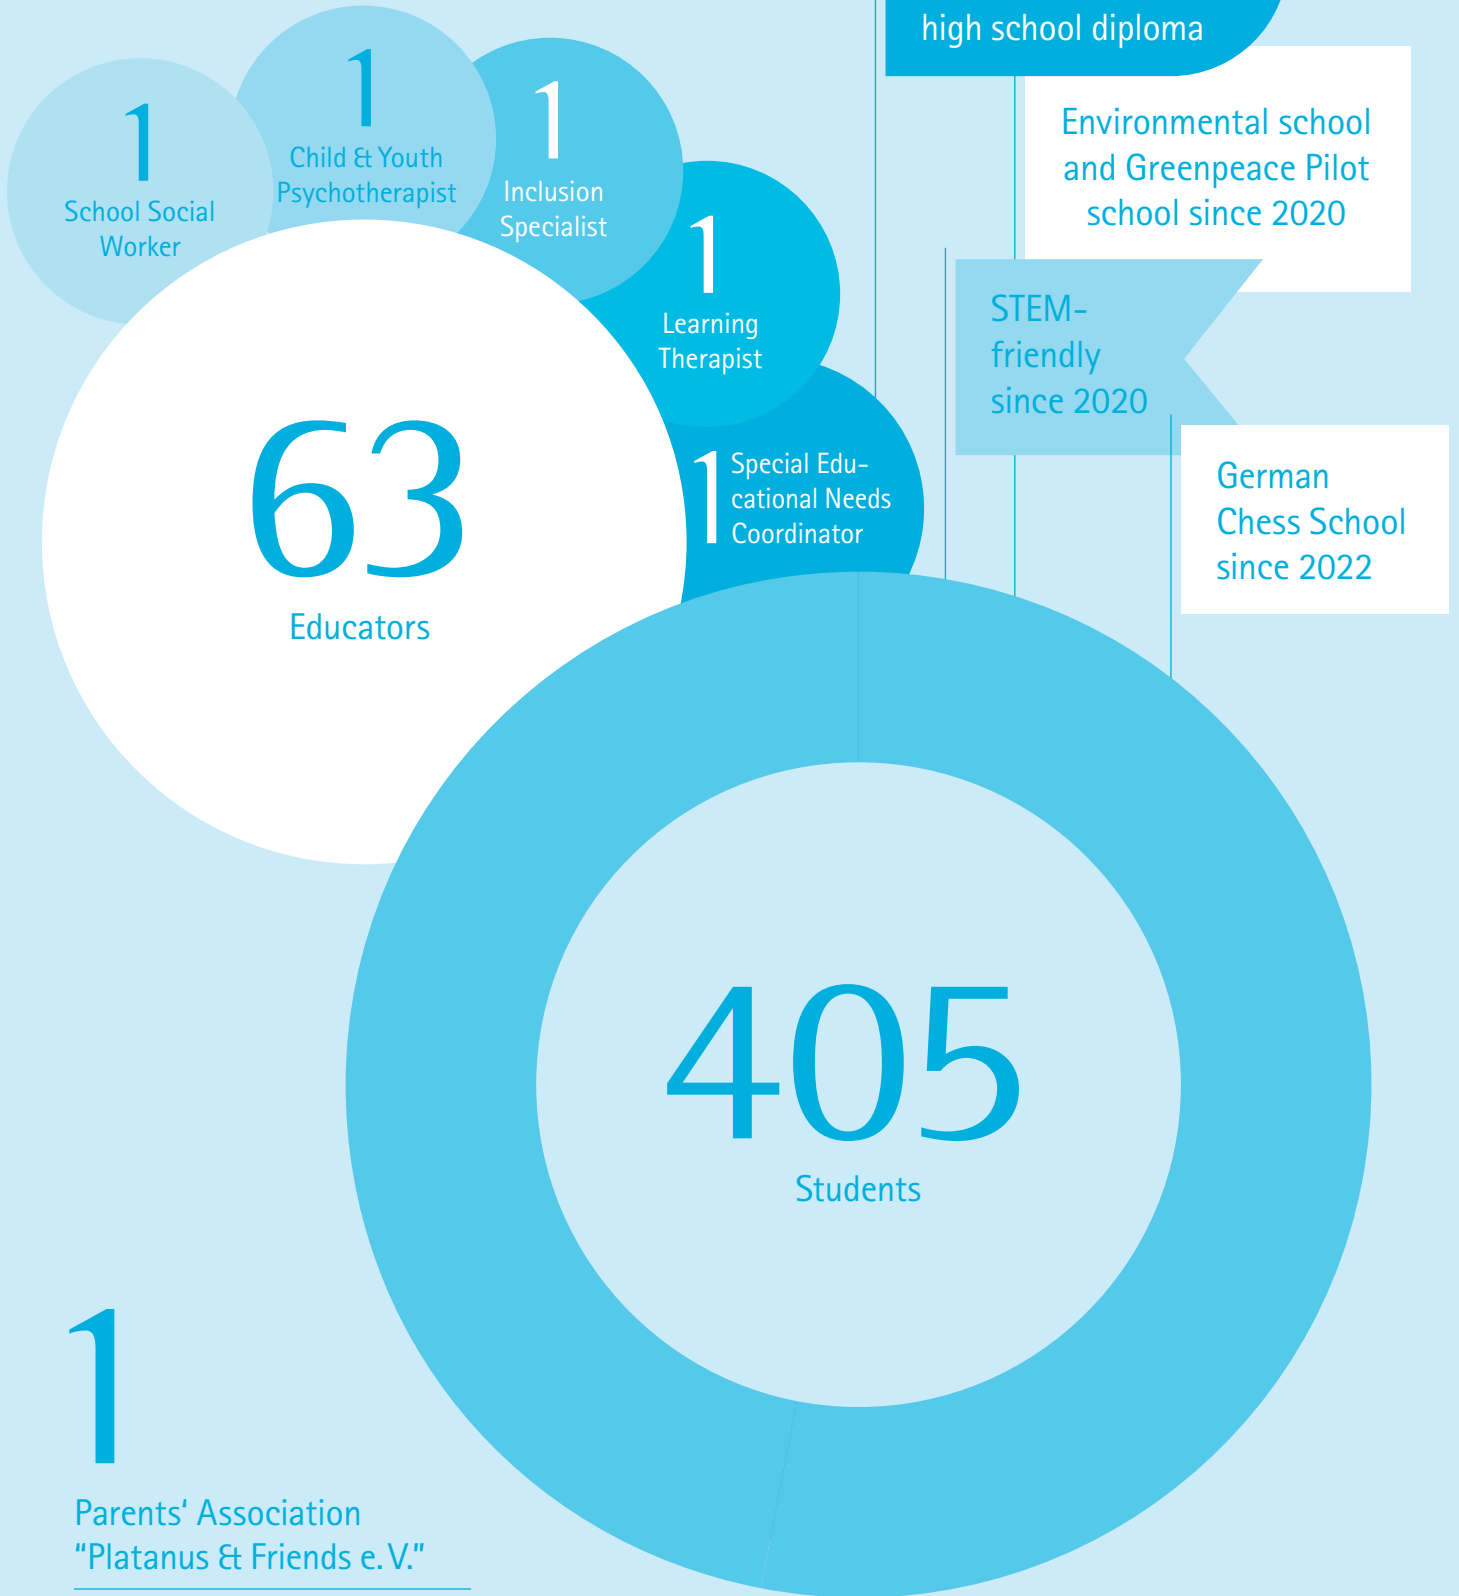 high school diploma
1
School Social
Worker
1
Child & Youth
Psychotherapist
1
Inclusion
Specialist
1
Learning
Therapist
1
Special Edu-
cational Needs
Coordinator
Environmental school
and Greenpeace Pilot
school since 2020
STEM-
friendly
since 2020
German
Chess School
since 2022
63
Educators
405
Students
1
Parents‘ Association
“Platanus & Friends e. V.”